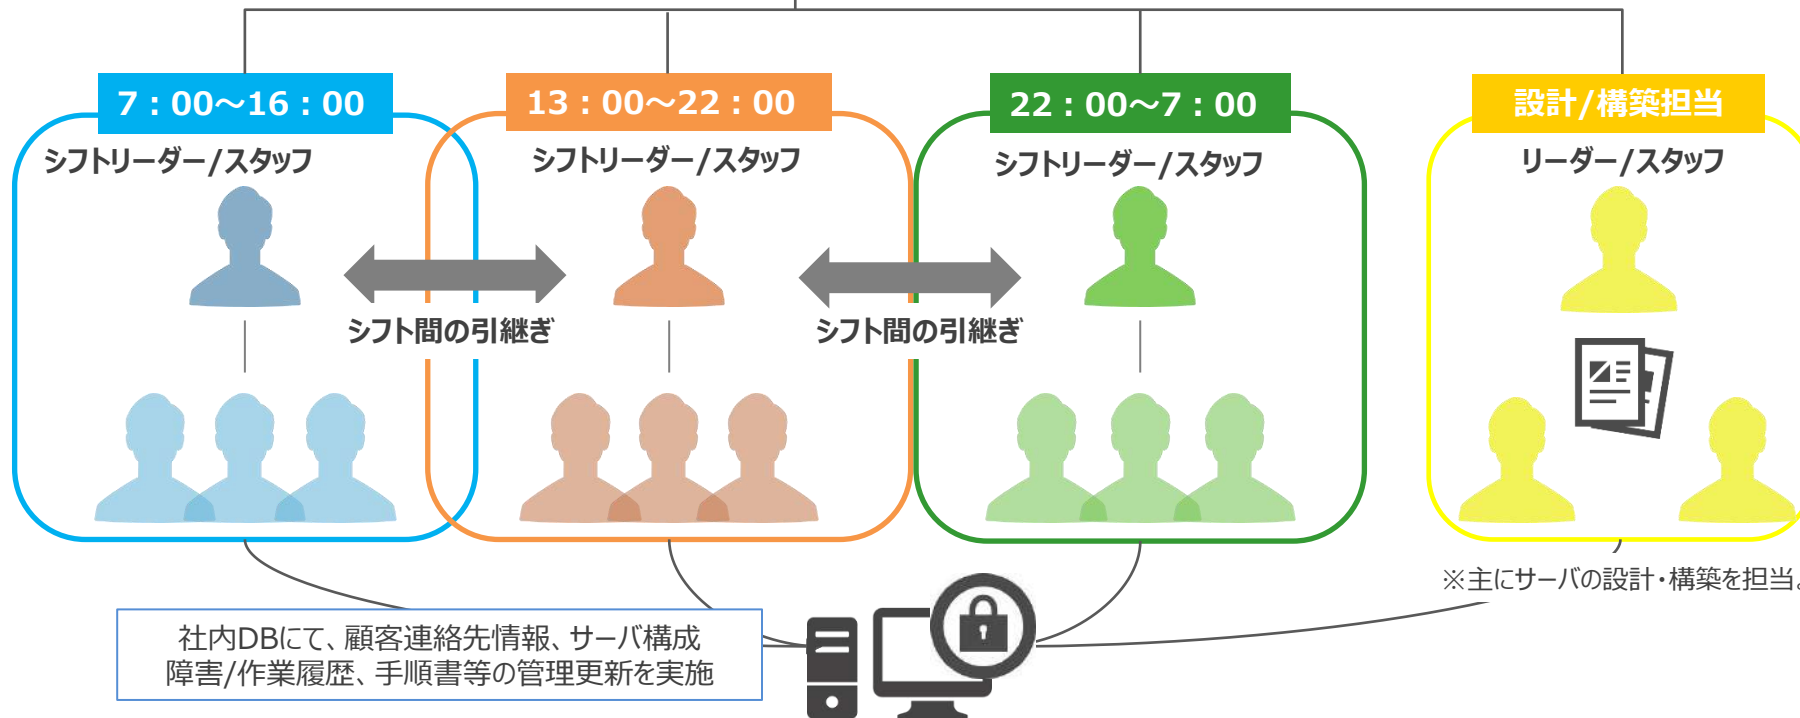 7：00～16：00
13：00～22：00
22：00～7：00
設計/構築担当
シフトリーダー/スタッフ
シフトリーダー/スタッフ
シフトリーダー/スタッフ
リーダー/スタッフ
シフト間の引継ぎ
シフト間の引継ぎ
※主にサーバの設計・構築を担当。
社内DBにて、顧客連絡先情報、サーバ構成
障害/作業履歴、手順書等の管理更新を実施